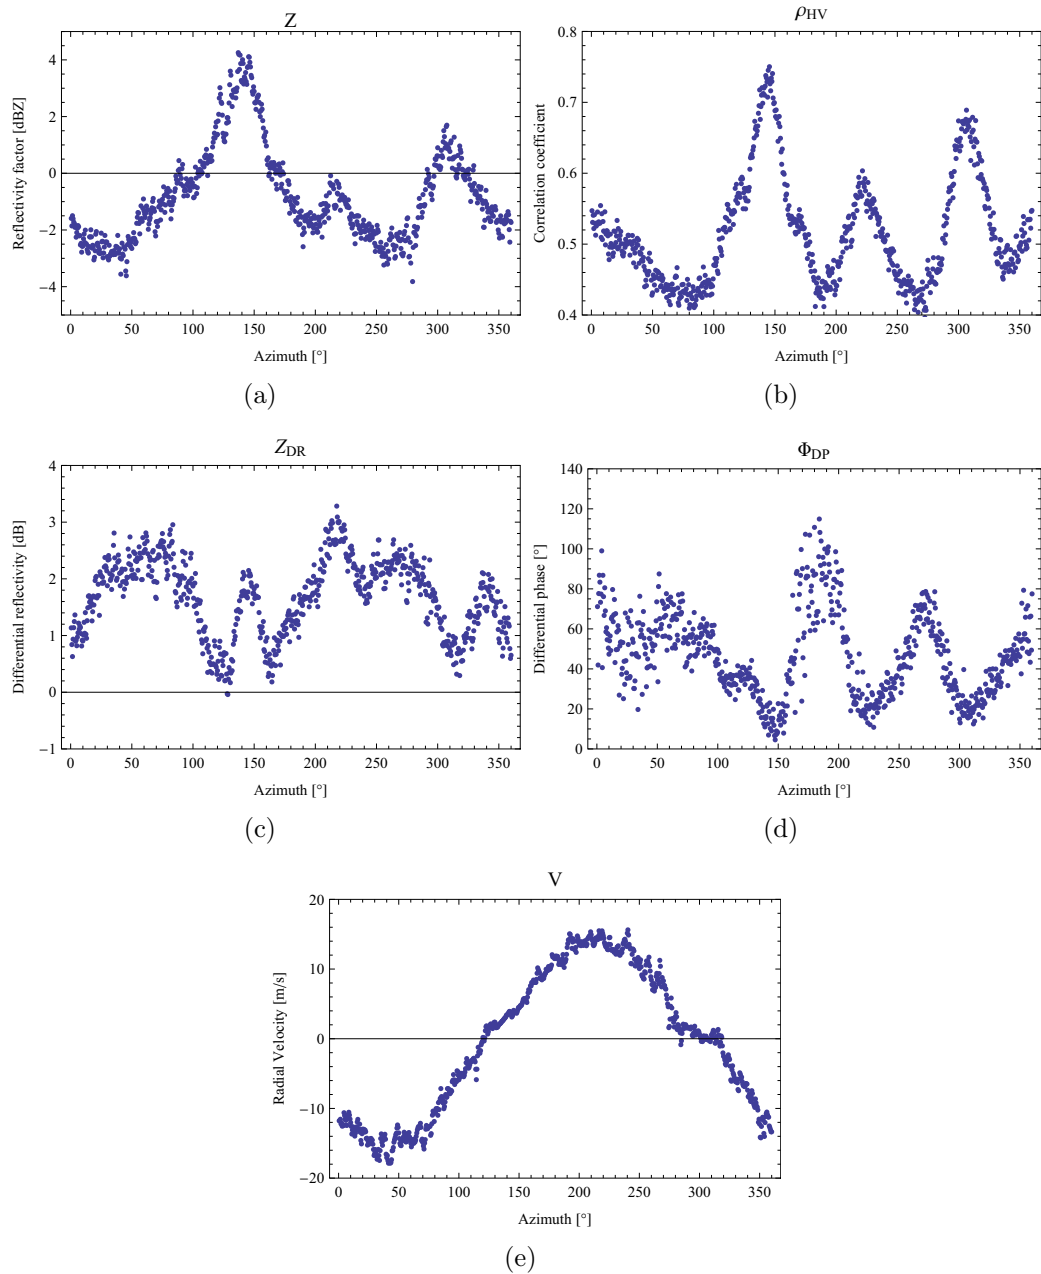 Z
Reflectivity factor [dBZ]
4
2
0
−2
−4
0 50 100 150 200 250 300 350
Azimuth [°]
(a)
ρHV
Correlation coefficient
0.8
0.7
0.6
0.5
0.4
0 50 100 150 200 250 300 350
Azimuth [°]
(b)
ZDR
Differential reflectivity [dB]
4
3
2
1
0
−1
0 50 100 150 200 250 300 350
Azimuth [°]
(c)
ΦDP
Differential phase [°]
140
120
100
80
60
40
20
0
0 50 100 150 200 250 300 350
Azimuth [°]
(d)
V
Radial Velocity [m/s]
20
10
0
−10
−20
0 50 100 150 200 250 300 350
Azimuth [°]
(e)